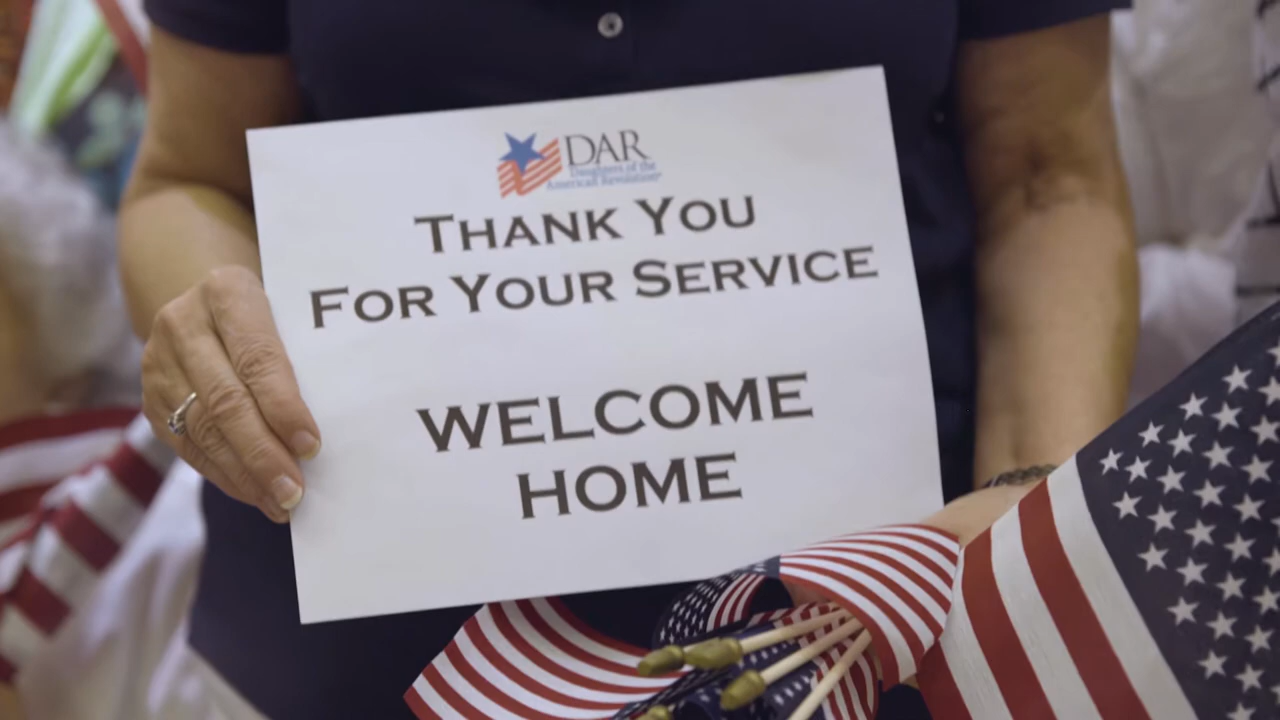 DAR
Daughters of the
American Revolution®
THANK YOU
FOR YOUR SERVICE
WELCOME
HOME